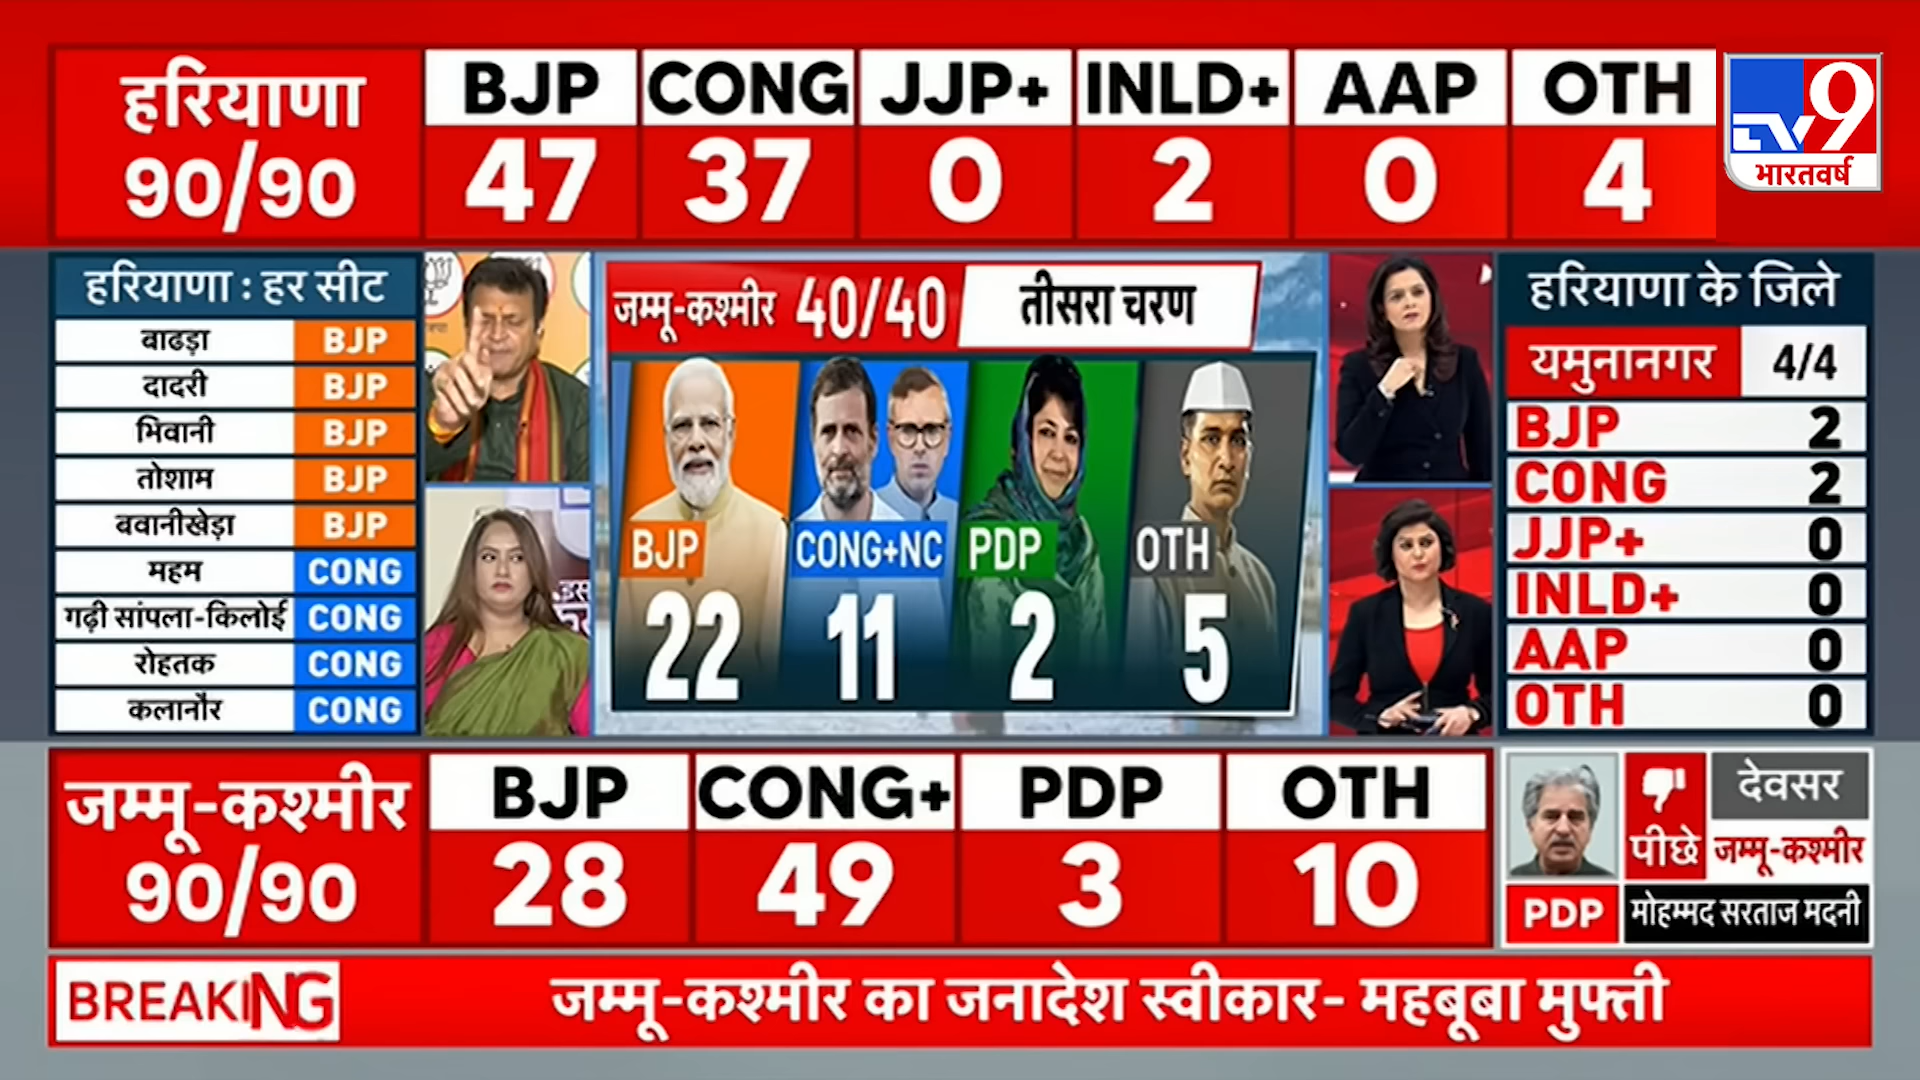 हरियाणा
90/90
BJP CONG JJP+ INLD+ AAP OTH
47 37 0 2 0 4
TV9
भारतवर्ष
हरियाणा : हर सीट
बाढड़ा BJP
दादरी BJP
भिवानी BJP
तोशाम BJP
बवानीखेड़ा BJP
महम CONG
गढ़ी सांपला-किलोई CONG
रोहतक CONG
कलानौर CONG
जम्मू-कश्मीर 40/40 तीसरा चरण
BJP CONG+NC PDP OTH
22 11 2 5
हरियाणा के जिले
यमुनानगर 4/4
BJP 2
CONG 2
JJP+ 0
INLD+ 0
AAP 0
OTH 0
जम्मू-कश्मीर
90/90
BJP CONG+ PDP OTH
28 49 3 10
देवसर
पीछे जम्मू-कश्मीर
PDP मोहम्मद सरताज मदनी
BREAKING
जम्मू-कश्मीर का जनादेश स्वीकार- महबूबा मुफ्ती